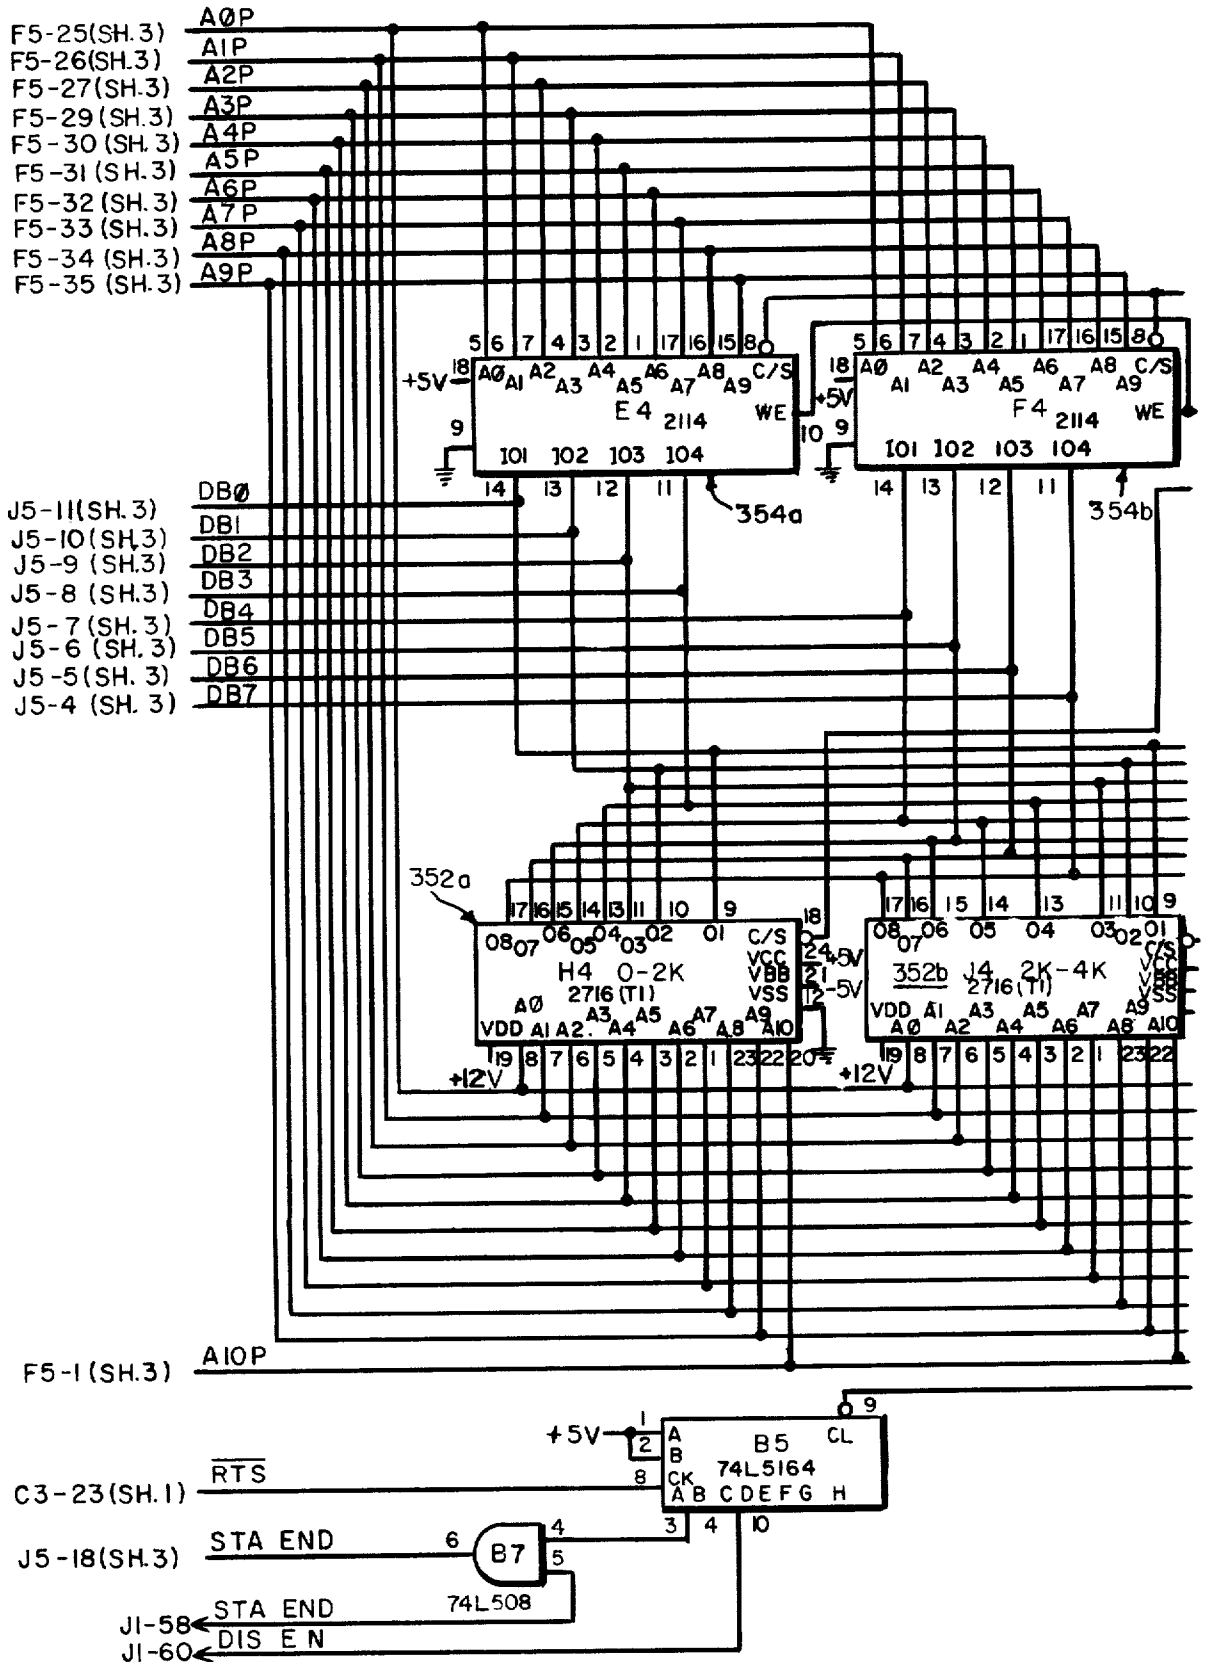 F5-25(SH.3) AØP
F5-26(SH.3) A1P
F5-27(SH.3) A2P
F5-29(SH.3) A3P
F5-30(SH.3) A4P
F5-31(SH.3) A5P
F5-32(SH.3) A6P
F5-33(SH.3) A7P
F5-34(SH.3) A8P
F5-35(SH.3) A9P
5 6 7 4 3 2 1 17 16 15 8
5 6 7 4 3 2 1 17 16 15 8
+5V 18 AØ A1 A2 A3 A4 A5 A6 A7 A8 A9 C/S
E4 2114 WE
9 10
IO1 IO2 IO3 IO4
14 13 12 11
354a
18 +5V AØ A1 A2 A3 A4 A5 A6 A7 A8 A9 C/S
F4 2114 WE
9
IO1 IO2 IO3 IO4
14 13 12 11
354b
J5-11(SH.3) DBØ
J5-10(SH.3) DB1
J5-9(SH.3) DB2
J5-8(SH.3) DB3
J5-7(SH.3) DB4
J5-6(SH.3) DB5
J5-5(SH.3) DB6
J5-4(SH.3) DB7
352a
17 16 15 14 13 11 10 9 18
O8 O7 O6 O5 O4 O3 O2 O1 C/S
24 +5V VCC
H4 0-2K VBB 21 -5V
2716(TI) VSS 12
VDD AØ A1 A2 A3 A4 A5 A6 A7 A8 A9 A10
19 8 7 6 5 4 3 2 1 23 22 20
+12V
17 16 15 14 13 11 10 9
O8 O7 O6 O5 O4 O3 O2 O1 C/S
VCC
352b J4 2K-4K VBB
2716(TI) VSS
VDD AØ A1 A2 A3 A4 A5 A6 A7 A8 A9 A10
19 8 7 6 5 4 3 2 1 23 22
+12V
F5-1(SH.3) A10P
9
+5V 1 A B5 CL
2 B 74L5164
C3-23(SH.1) RTS 8 CK
A B C D E F G H
3 4 10
J5-18(SH.3) STA END 6 B7 4
5
74L508
J1-58 STA END
J1-60 DIS EN